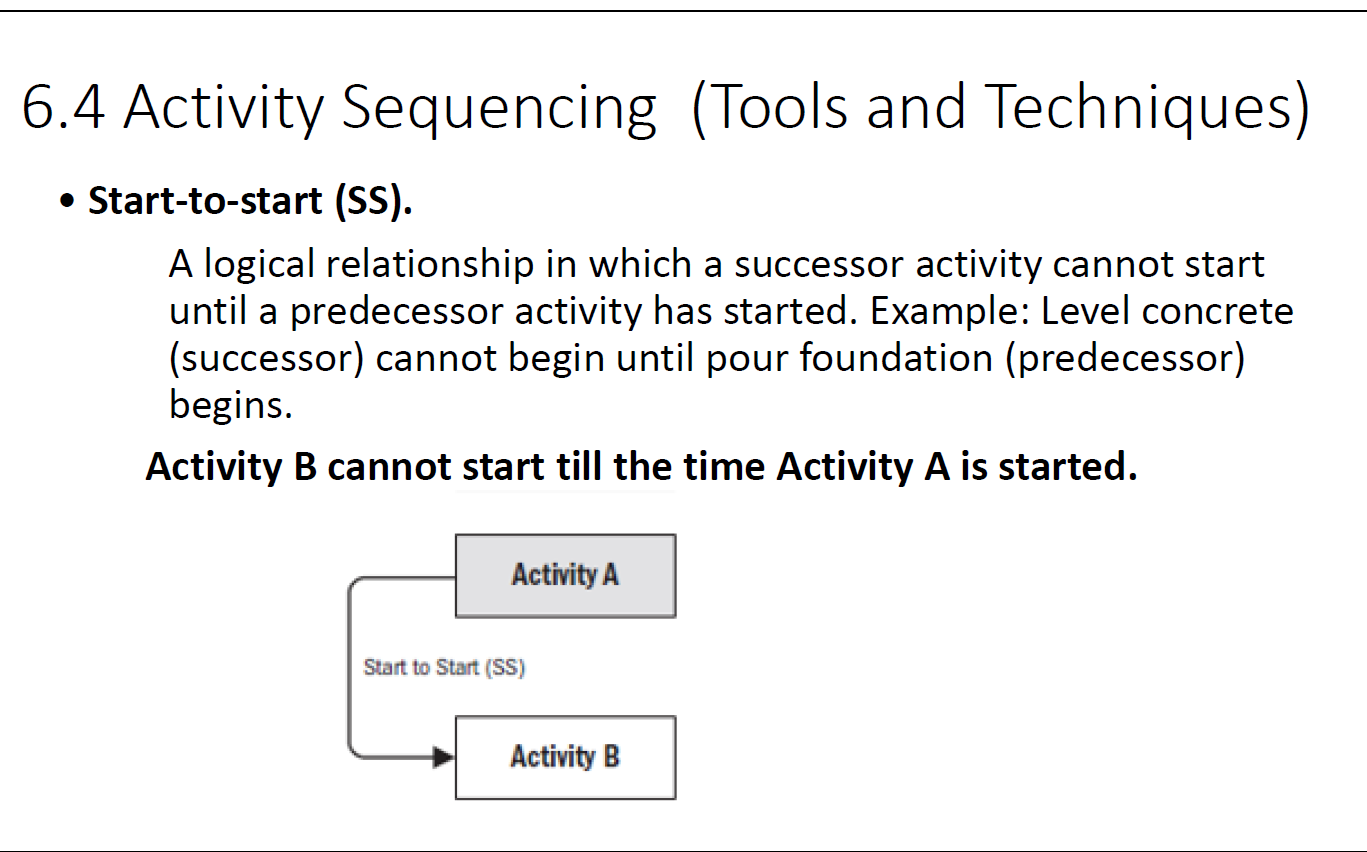 6.4 Activity Sequencing (Tools and Techniques)
• Start-to-start (SS).
A logical relationship in which a successor activity cannot start
until a predecessor activity has started. Example: Level concrete
(successor) cannot begin until pour foundation (predecessor)
begins.
Activity B cannot start till the time Activity A is started.
Activity A
Start to Start (SS)
Activity B